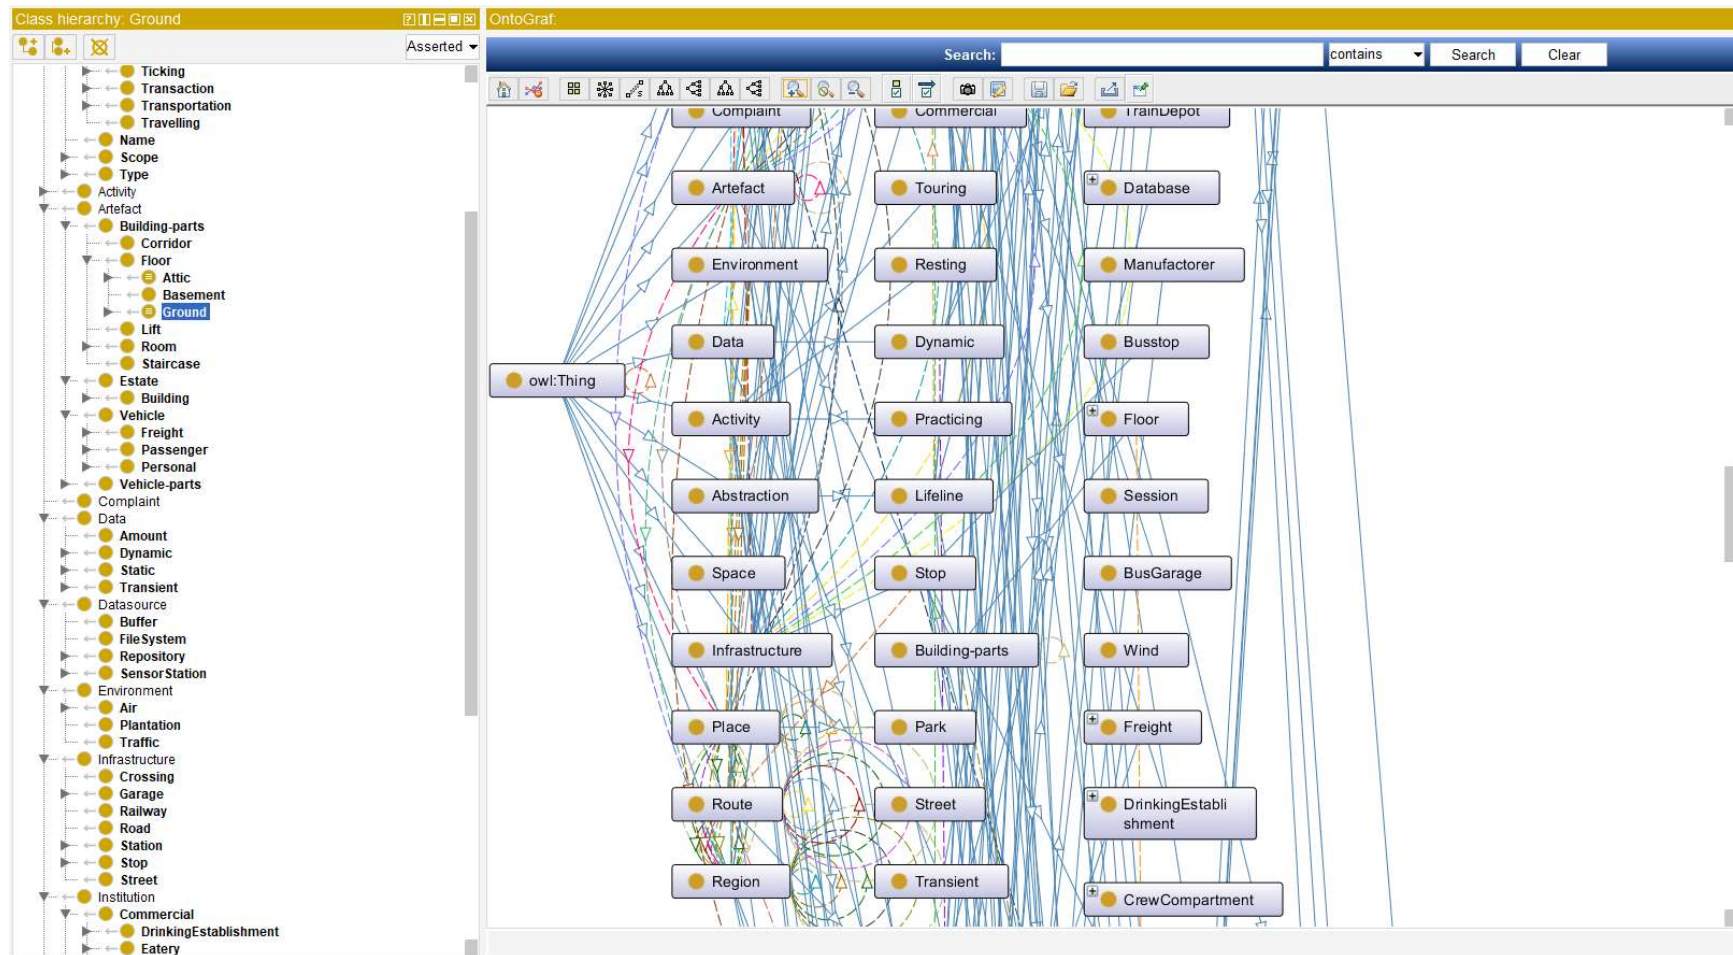 Class hierarchy: Ground
Asserted
Ticking
Transaction
Transportation
Travelling
Name
Scope
Type
Activity
Artefact
Building-parts
Corridor
Floor
Attic
Basement
Ground
Lift
Room
Staircase
Estate
Building
Vehicle
Freight
Passenger
Personal
Vehicle-parts
Complaint
Data
Amount
Dynamic
Static
Transient
Datasource
Buffer
FileSystem
Repository
SensorStation
Environment
Air
Plantation
Traffic
Infrastructure
Crossing
Garage
Railway
Road
Station
Stop
Street
Institution
Commercial
DrinkingEstablishment
Eatery
OntoGraf:
Search: contains Search Clear
Complaint Commercial TrainDepot
Artefact Touring Database
Environment Resting Manufactorer
Data Dynamic Busstop
owl:Thing
Activity Practicing Floor
Abstraction Lifeline Session
Space Stop BusGarage
Infrastructure Building-parts Wind
Place Park Freight
Route Street DrinkingEstabli
shment
Region Transient
CrewCompartment